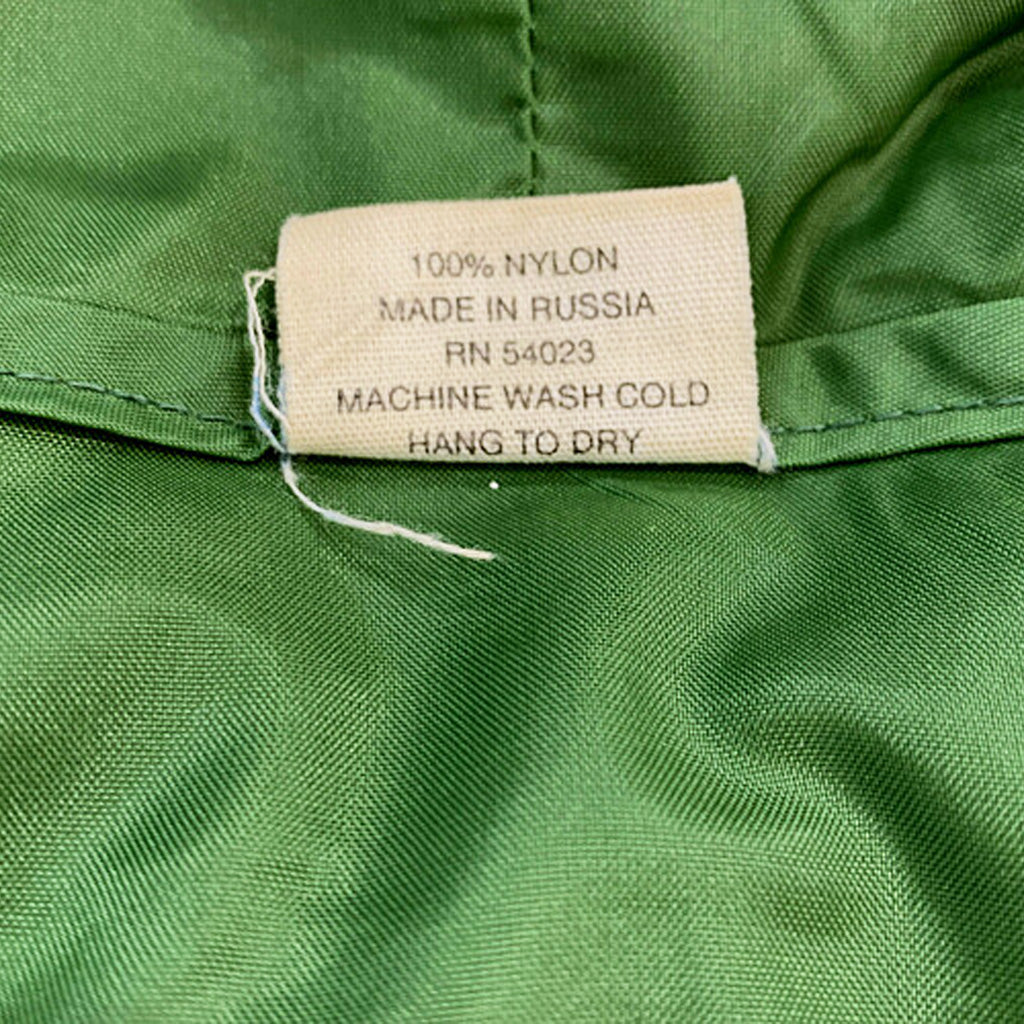 100% NYLON
MADE IN RUSSIA
RN 54023
MACHINE WASH COLD
HANG TO DRY